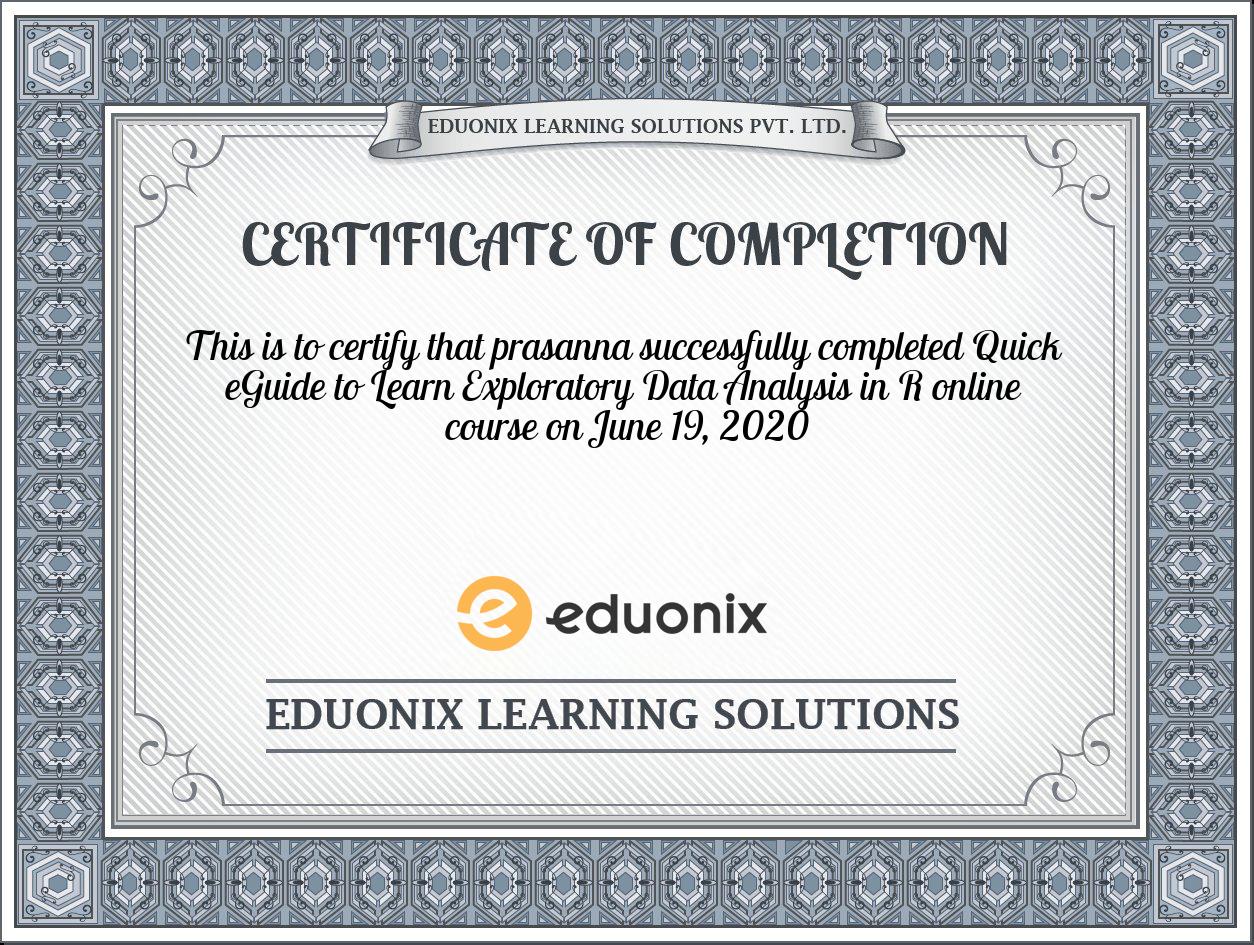 EDUONIX LEARNING SOLUTIONS PVT. LTD.
CERTIFICATE OF COMPLETION
This is to certify that prasanna successfully completed Quick
eGuide to Learn Exploratory Data Analysis in R online
course on June 19, 2020
eduonix
EDUONIX LEARNING SOLUTIONS